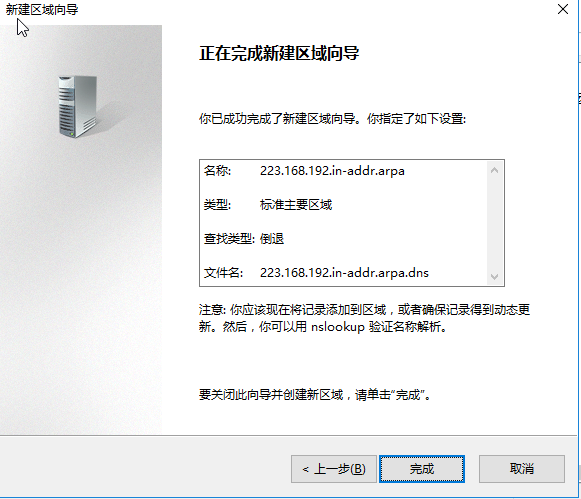 新建区域向导
正在完成新建区域向导
你已成功完成了新建区域向导。你指定了如下设置:
名称: 223.168.192.in-addr.arpa
类型: 标准主要区域
查找类型: 倒退
文件名: 223.168.192.in-addr.arpa.dns
注意: 你应该现在将记录添加到区域，或者确保记录得到动态更
新。然后，你可以用 nslookup 验证名称解析。
要关闭此向导并创建新区域，请单击"完成"。
< 上一步(B) 完成 取消